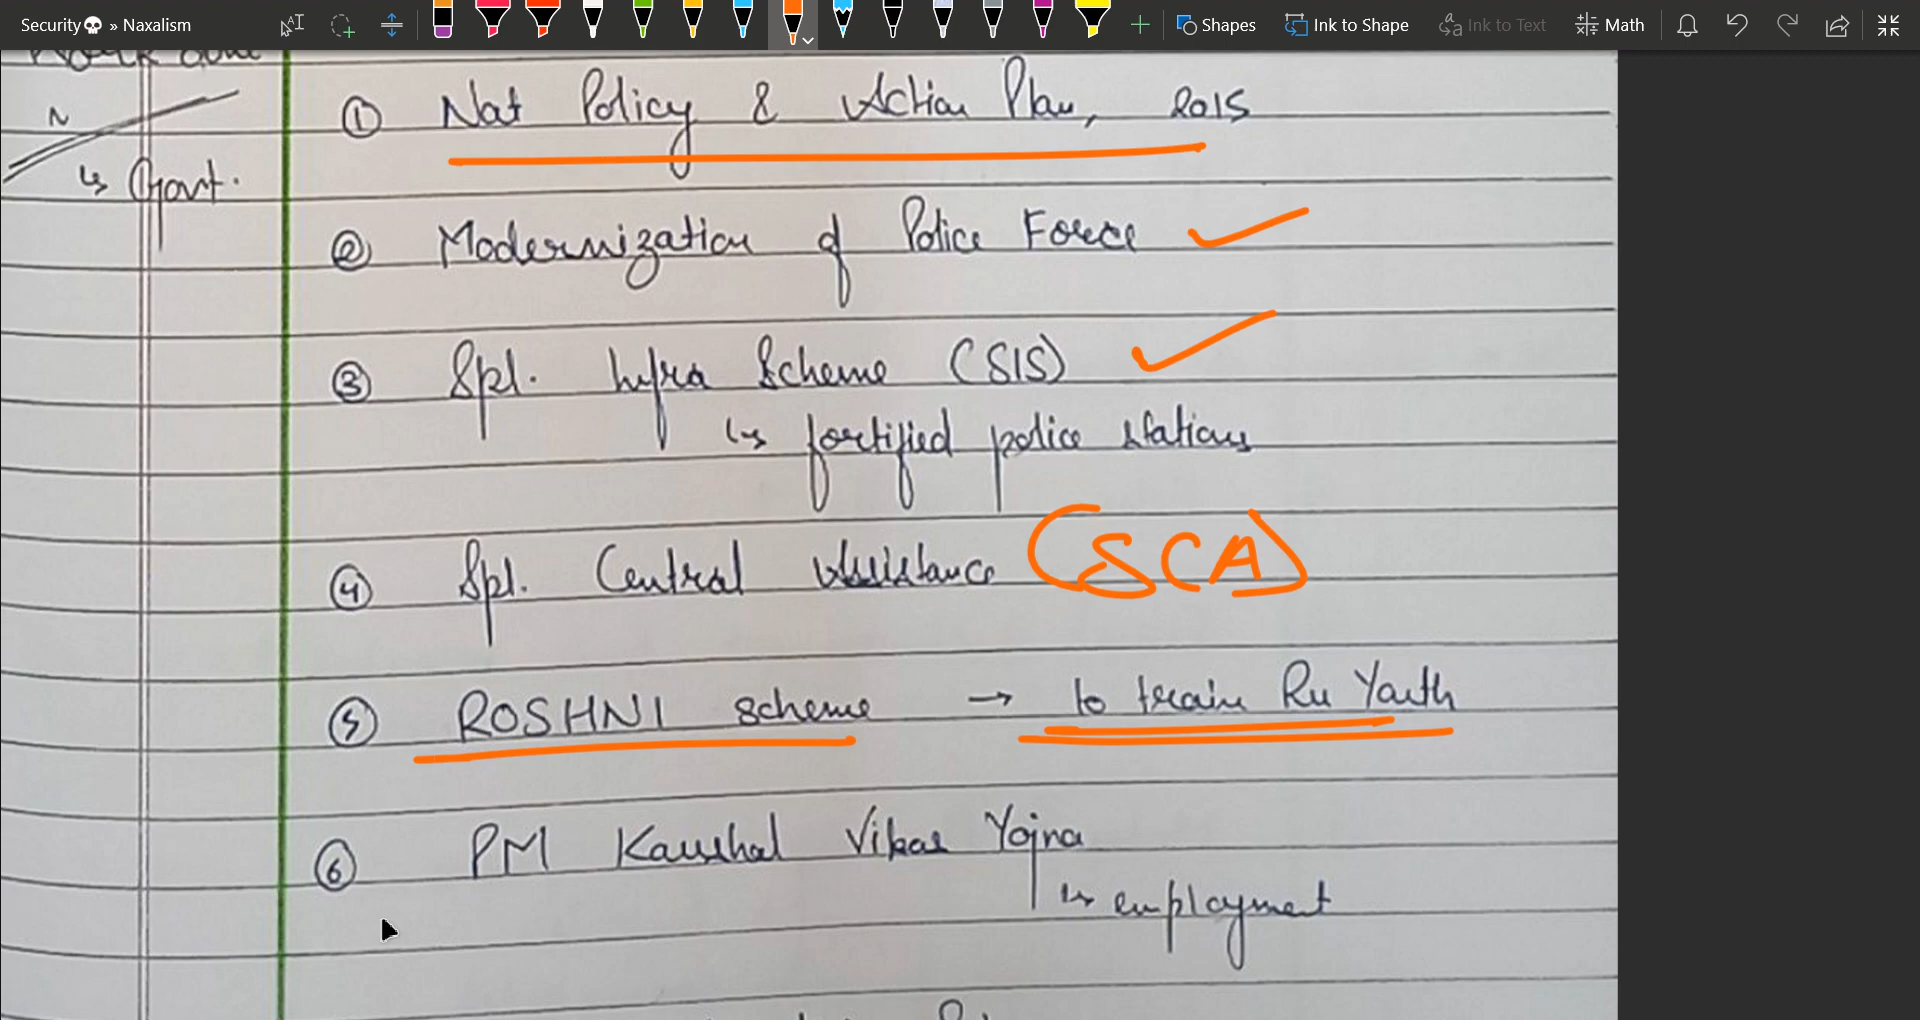 Security💀 » Naxalism
Shapes
Ink to Shape
Ink to Text
Math
Work done
N
↳ Govt.
① Nat Policy & Action Plan, 2015
② Modernization of Police Force ✓
③ Spl. Infra Scheme (SIS) ✓
↳ fortified police stations
④ Spl. Central Assistance (SCA)
⑤ ROSHNI scheme → to train Ru Youth
⑥ PM Kaushal Vikas Yojna
↳ employment